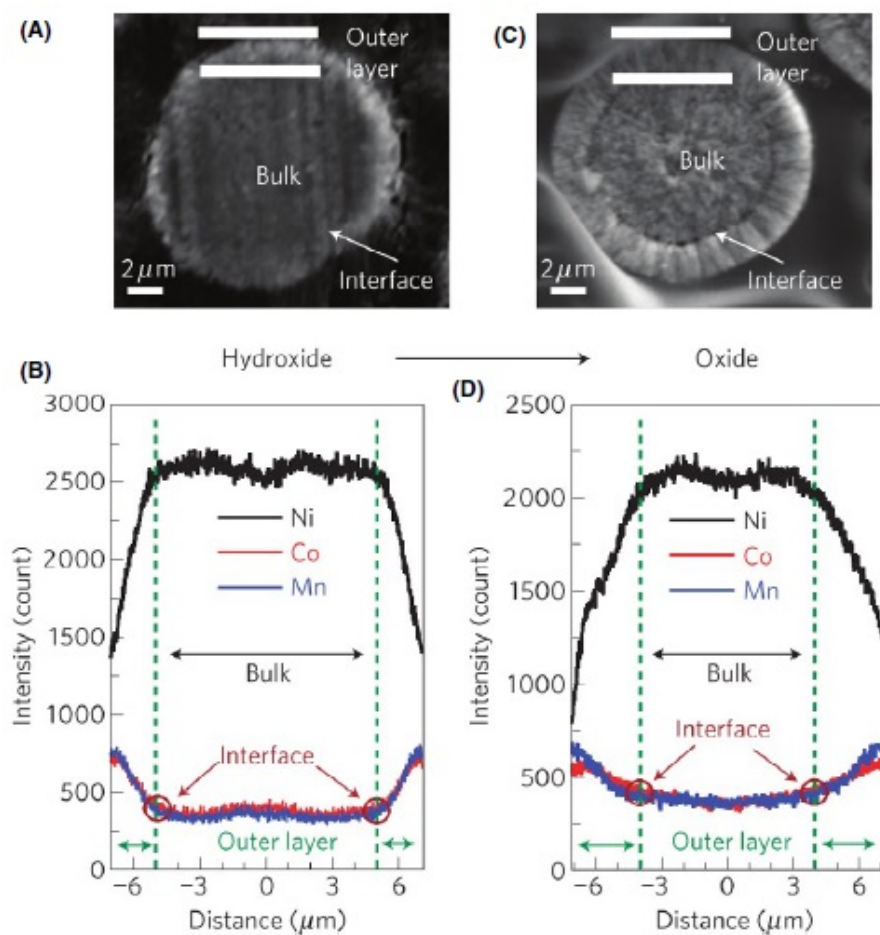 (A)
Outer
layer
Bulk
Interface
2 μm
(C)
Outer
layer
Bulk
Interface
2 μm
Hydroxide
Oxide
(B)
3000
2500
2000
1500
1000
500
0
Intensity (count)
Ni
Co
Mn
Bulk
Interface
Outer layer
−6 −3 0 3 6
Distance (μm)
(D)
2500
2000
1500
1000
500
0
Intensity (count)
Ni
Co
Mn
Bulk
Interface
Outer layer
−6 −3 0 3 6
Distance (μm)